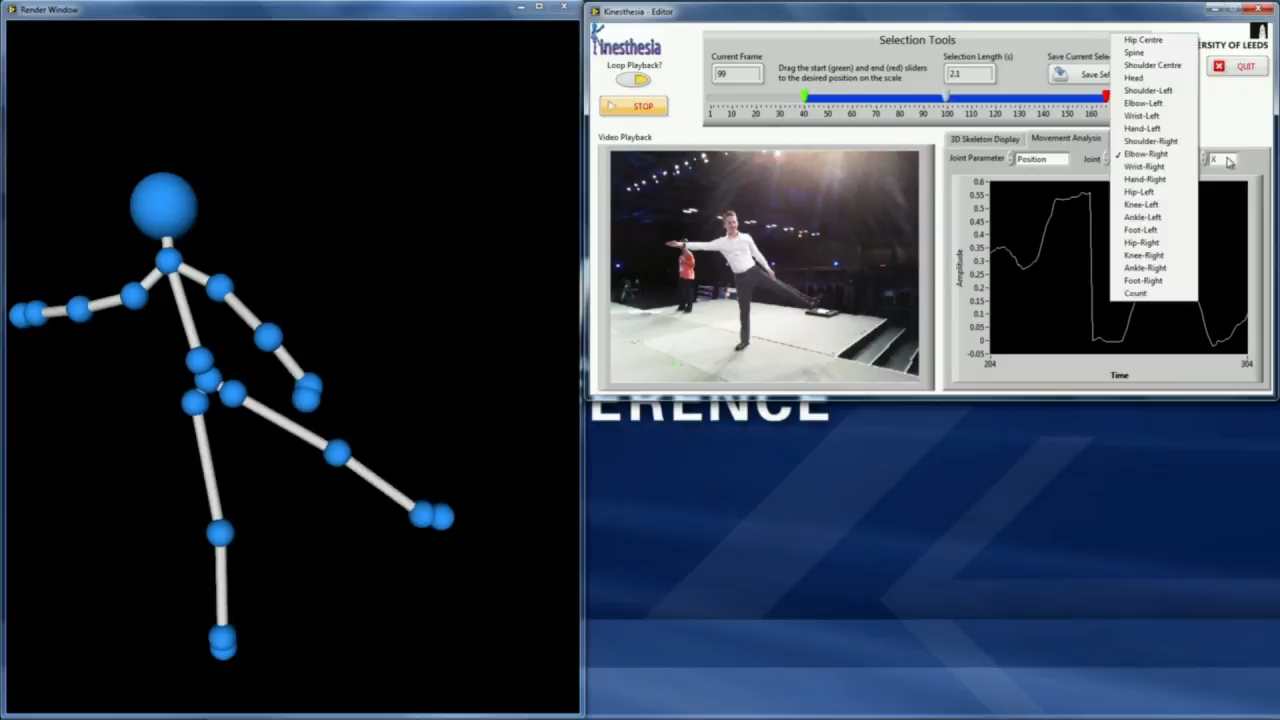 Render Window
Kinesthesia - Editor
Kinesthesia
Loop Playback?
STOP
Selection Tools
Current Frame
99
Drag the start (green) and end (red) sliders
to the desired position on the scale
Selection Length (s)
2.1
Save Current Selec
Save Sel
1 10 20 30 40 50 60 70 80 90 100 110 120 130 140 150 160
ERSITY OF LEEDS
QUIT
Video Playback
3D Skeleton Display
Movement Analysis
Joint Parameter
Position
Joint
X
Hip Centre
Spine
Shoulder Centre
Head
Shoulder-Left
Elbow-Left
Wrist-Left
Hand-Left
Shoulder-Right
Elbow-Right
Wrist-Right
Hand-Right
Hip-Left
Knee-Left
Ankle-Left
Foot-Left
Hip-Right
Knee-Right
Ankle-Right
Foot-Right
Count
Amplitude
0.6
0.55
0.5
0.45
0.4
0.35
0.3
0.25
0.2
0.15
0.1
0.05
0
-0.05
204
304
Time
ERENCE